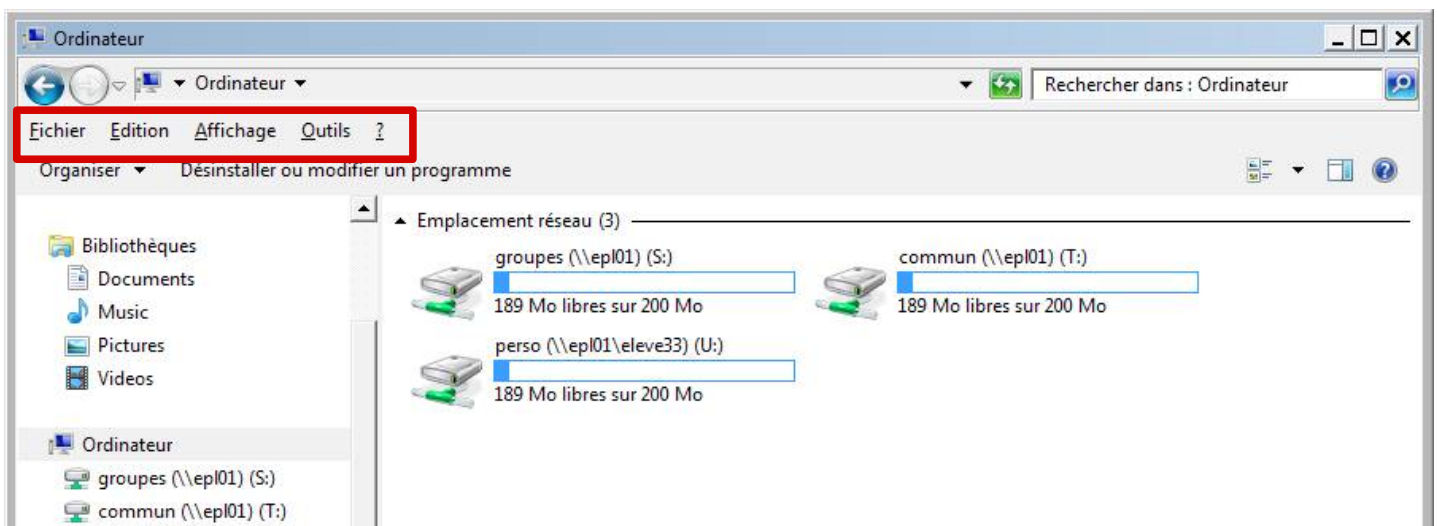 Ordinateur
Ordinateur
Rechercher dans : Ordinateur
Fichier Edition Affichage Outils ?
Organiser Désinstaller ou modifier un programme
Bibliothèques
Documents
Music
Pictures
Videos
Ordinateur
groupes (\\epl01) (S:)
commun (\\epl01) (T:)
Emplacement réseau (3)
groupes (\\epl01) (S:)
189 Mo libres sur 200 Mo
commun (\\epl01) (T:)
189 Mo libres sur 200 Mo
perso (\\epl01\eleve33) (U:)
189 Mo libres sur 200 Mo